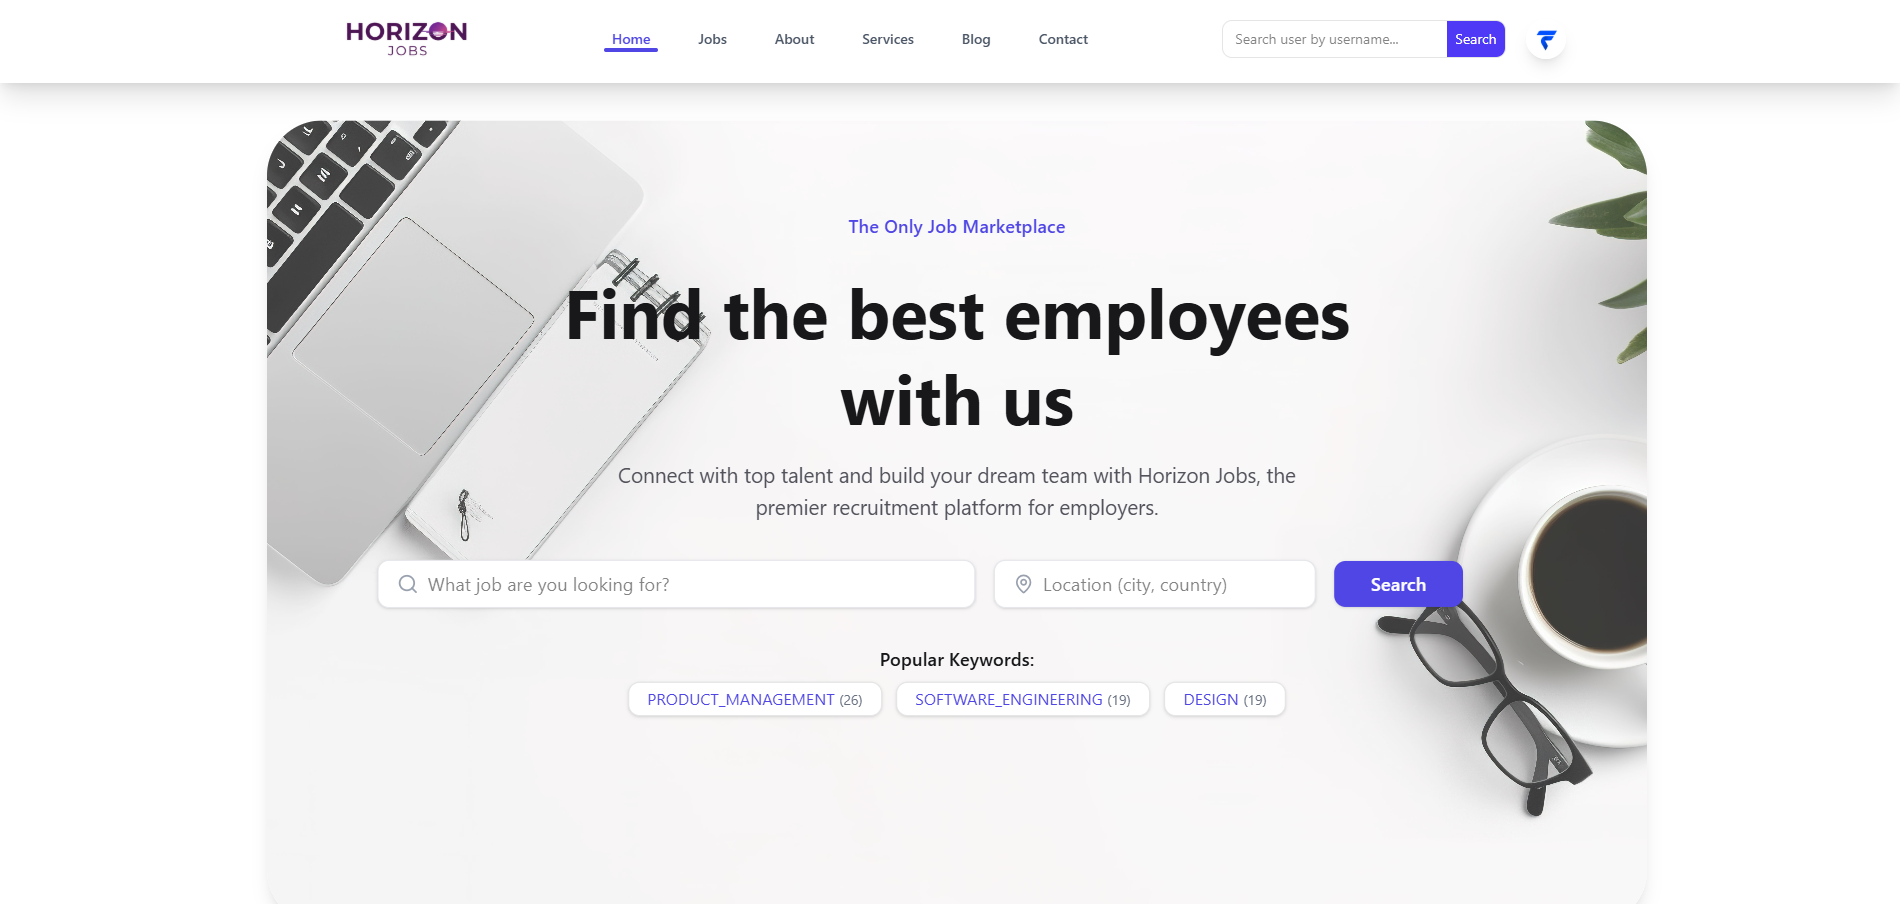 HORIZON
JOBS
Home
Jobs
About
Services
Blog
Contact
Search user by username...
Search
The Only Job Marketplace
Find the best employees
with us
Connect with top talent and build your dream team with Horizon Jobs, the
premier recruitment platform for employers.
What job are you looking for?
Location (city, country)
Search
Popular Keywords:
PRODUCT_MANAGEMENT (26)
SOFTWARE_ENGINEERING (19)
DESIGN (19)